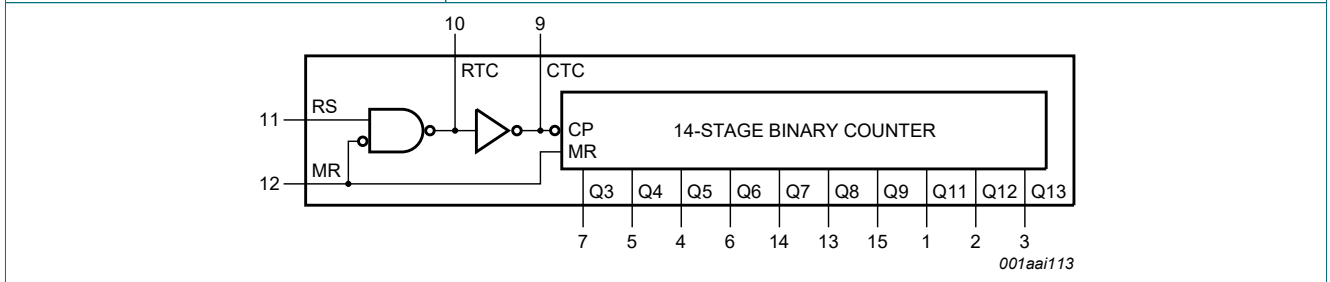 10 9
RTC CTC
11 RS
CP 14-STAGE BINARY COUNTER
MR
12 MR
Q3 Q4 Q5 Q6 Q7 Q8 Q9 Q11 Q12 Q13
7 5 4 6 14 13 15 1 2 3
001aai113